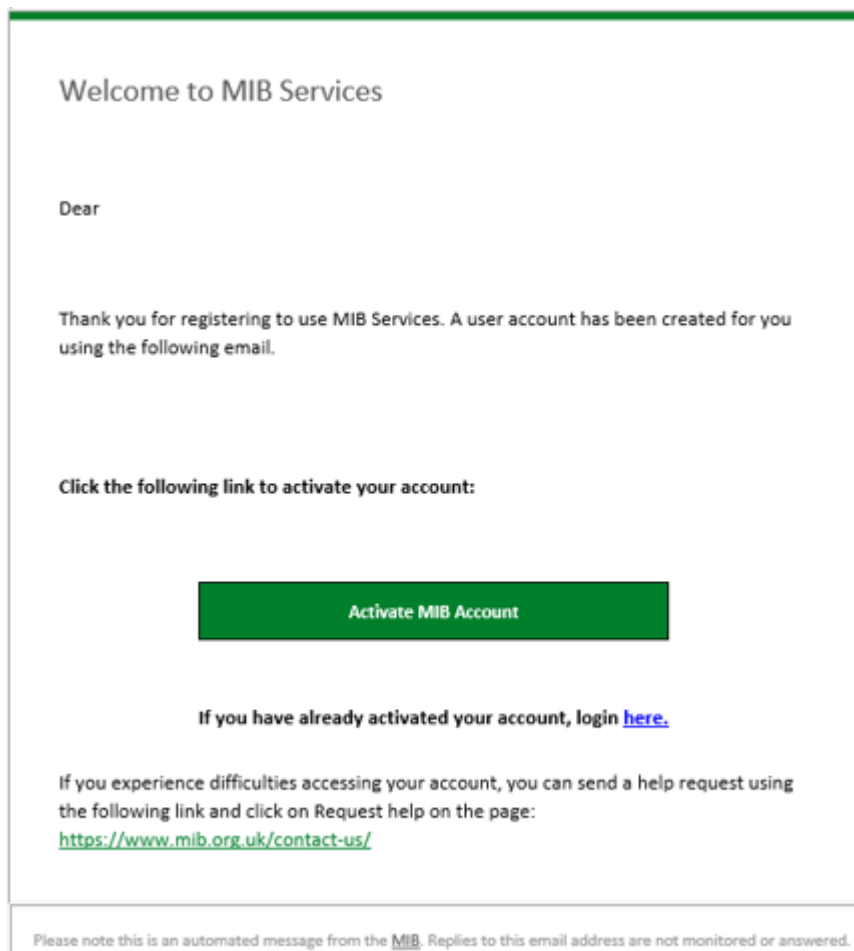 Welcome to MIB Services
Dear
Thank you for registering to use MIB Services. A user account has been created for you
using the following email.
Click the following link to activate your account:
Activate MIB Account
If you have already activated your account, login here.
If you experience difficulties accessing your account, you can send a help request using
the following link and click on Request help on the page:
https://www.mib.org.uk/contact-us/
Please note this is an automated message from the MIB. Replies to this email address are not monitored or answered.